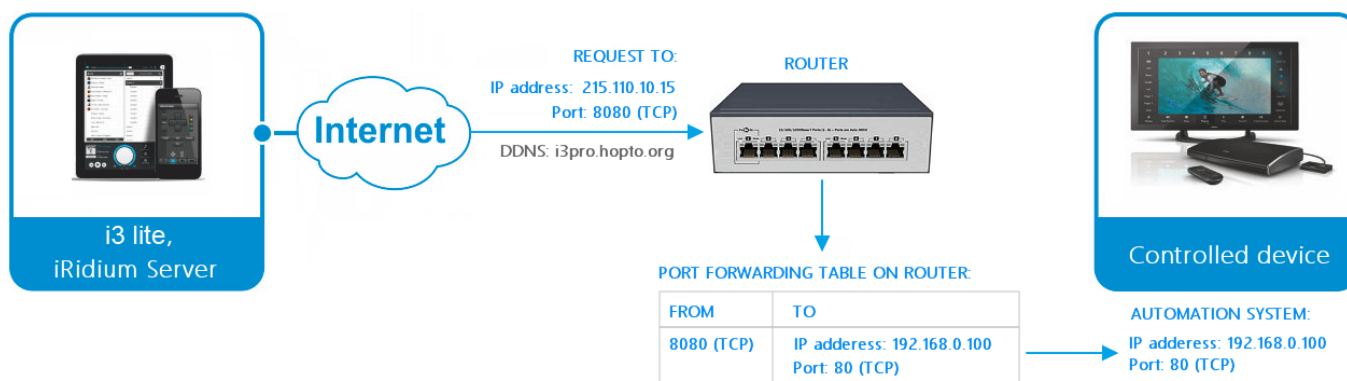 i3 lite,
iRidium Server
Internet
REQUEST TO:
IP address: 215.110.10.15
Port: 8080 (TCP)
DDNS: i3pro.hopto.org
ROUTER
PORT FORWARDING TABLE ON ROUTER:
FROM TO
8080 (TCP) IP adderess: 192.168.0.100
Port: 80 (TCP)
Controlled device
AUTOMATION SYSTEM:
IP adderess: 192.168.0.100
Port: 80 (TCP)